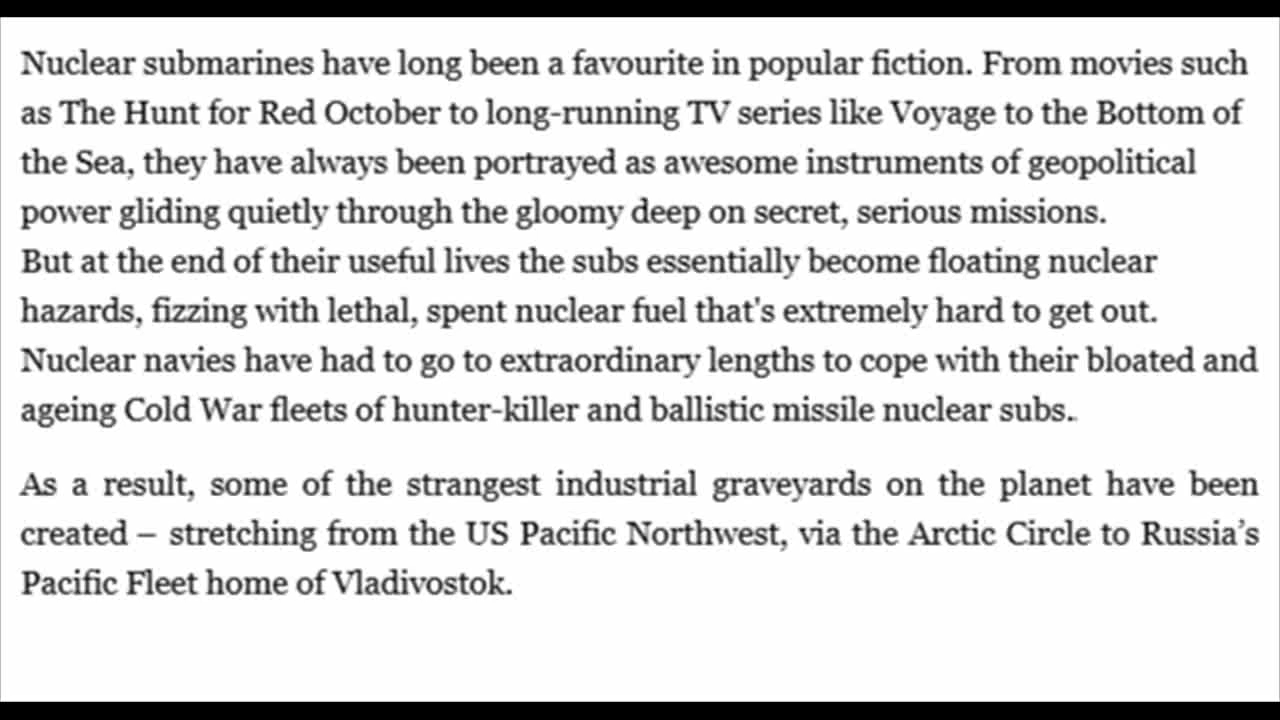 Nuclear submarines have long been a favourite in popular fiction. From movies such
as The Hunt for Red October to long-running TV series like Voyage to the Bottom of
the Sea, they have always been portrayed as awesome instruments of geopolitical
power gliding quietly through the gloomy deep on secret, serious missions.
But at the end of their useful lives the subs essentially become floating nuclear
hazards, fizzing with lethal, spent nuclear fuel that's extremely hard to get out.
Nuclear navies have had to go to extraordinary lengths to cope with their bloated and
ageing Cold War fleets of hunter-killer and ballistic missile nuclear subs..
As a result, some of the strangest industrial graveyards on the planet have been
created – stretching from the US Pacific Northwest, via the Arctic Circle to Russia’s
Pacific Fleet home of Vladivostok.